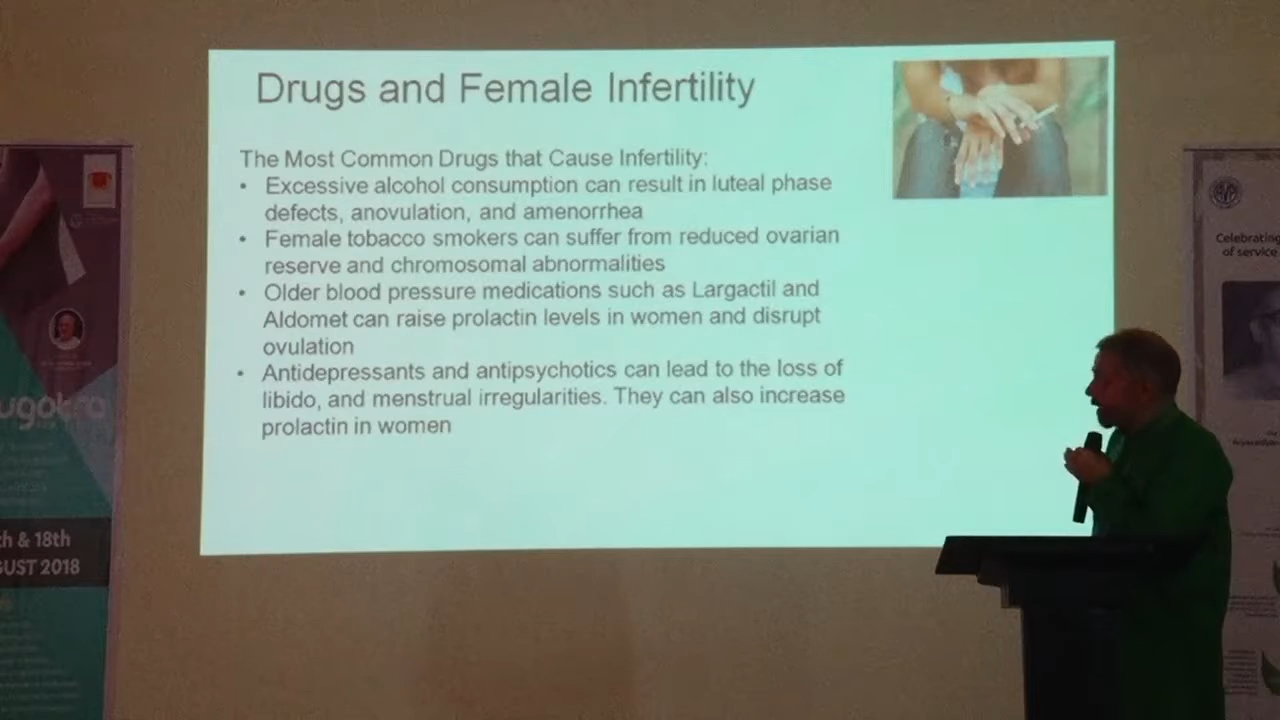 Drugs and Female Infertility
The Most Common Drugs that Cause Infertility:
• Excessive alcohol consumption can result in luteal phase
defects, anovulation, and amenorrhea
• Female tobacco smokers can suffer from reduced ovarian
reserve and chromosomal abnormalities
• Older blood pressure medications such as Largactil and
Aldomet can raise prolactin levels in women and disrupt
ovulation
• Antidepressants and antipsychotics can lead to the loss of
libido, and menstrual irregularities. They can also increase
prolactin in women
th & 18th
UST 2018
Celebrating
of service